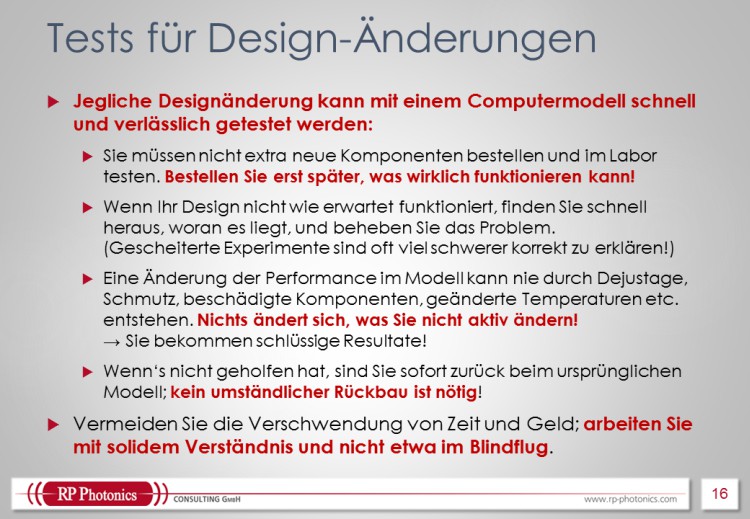 Tests für Design-Änderungen
Jegliche Designänderung kann mit einem Computermodell schnell
und verlässlich getestet werden:
Sie müssen nicht extra neue Komponenten bestellen und im Labor
testen. Bestellen Sie erst später, was wirklich funktionieren kann!
Wenn Ihr Design nicht wie erwartet funktioniert, finden Sie schnell
heraus, woran es liegt, und beheben Sie das Problem.
(Gescheiterte Experimente sind oft viel schwerer korrekt zu erklären!)
Eine Änderung der Performance im Modell kann nie durch Dejustage,
Schmutz, beschädigte Komponenten, geänderte Temperaturen etc.
entstehen. Nichts ändert sich, was Sie nicht aktiv ändern!
→ Sie bekommen schlüssige Resultate!
Wenn‘s nicht geholfen hat, sind Sie sofort zurück beim ursprünglichen
Modell; kein umständlicher Rückbau ist nötig!
Vermeiden Sie die Verschwendung von Zeit und Geld; arbeiten Sie
mit solidem Verständnis und nicht etwa im Blindflug.
RP Photonics CONSULTING GmbH
www.rp-photonics.com
16